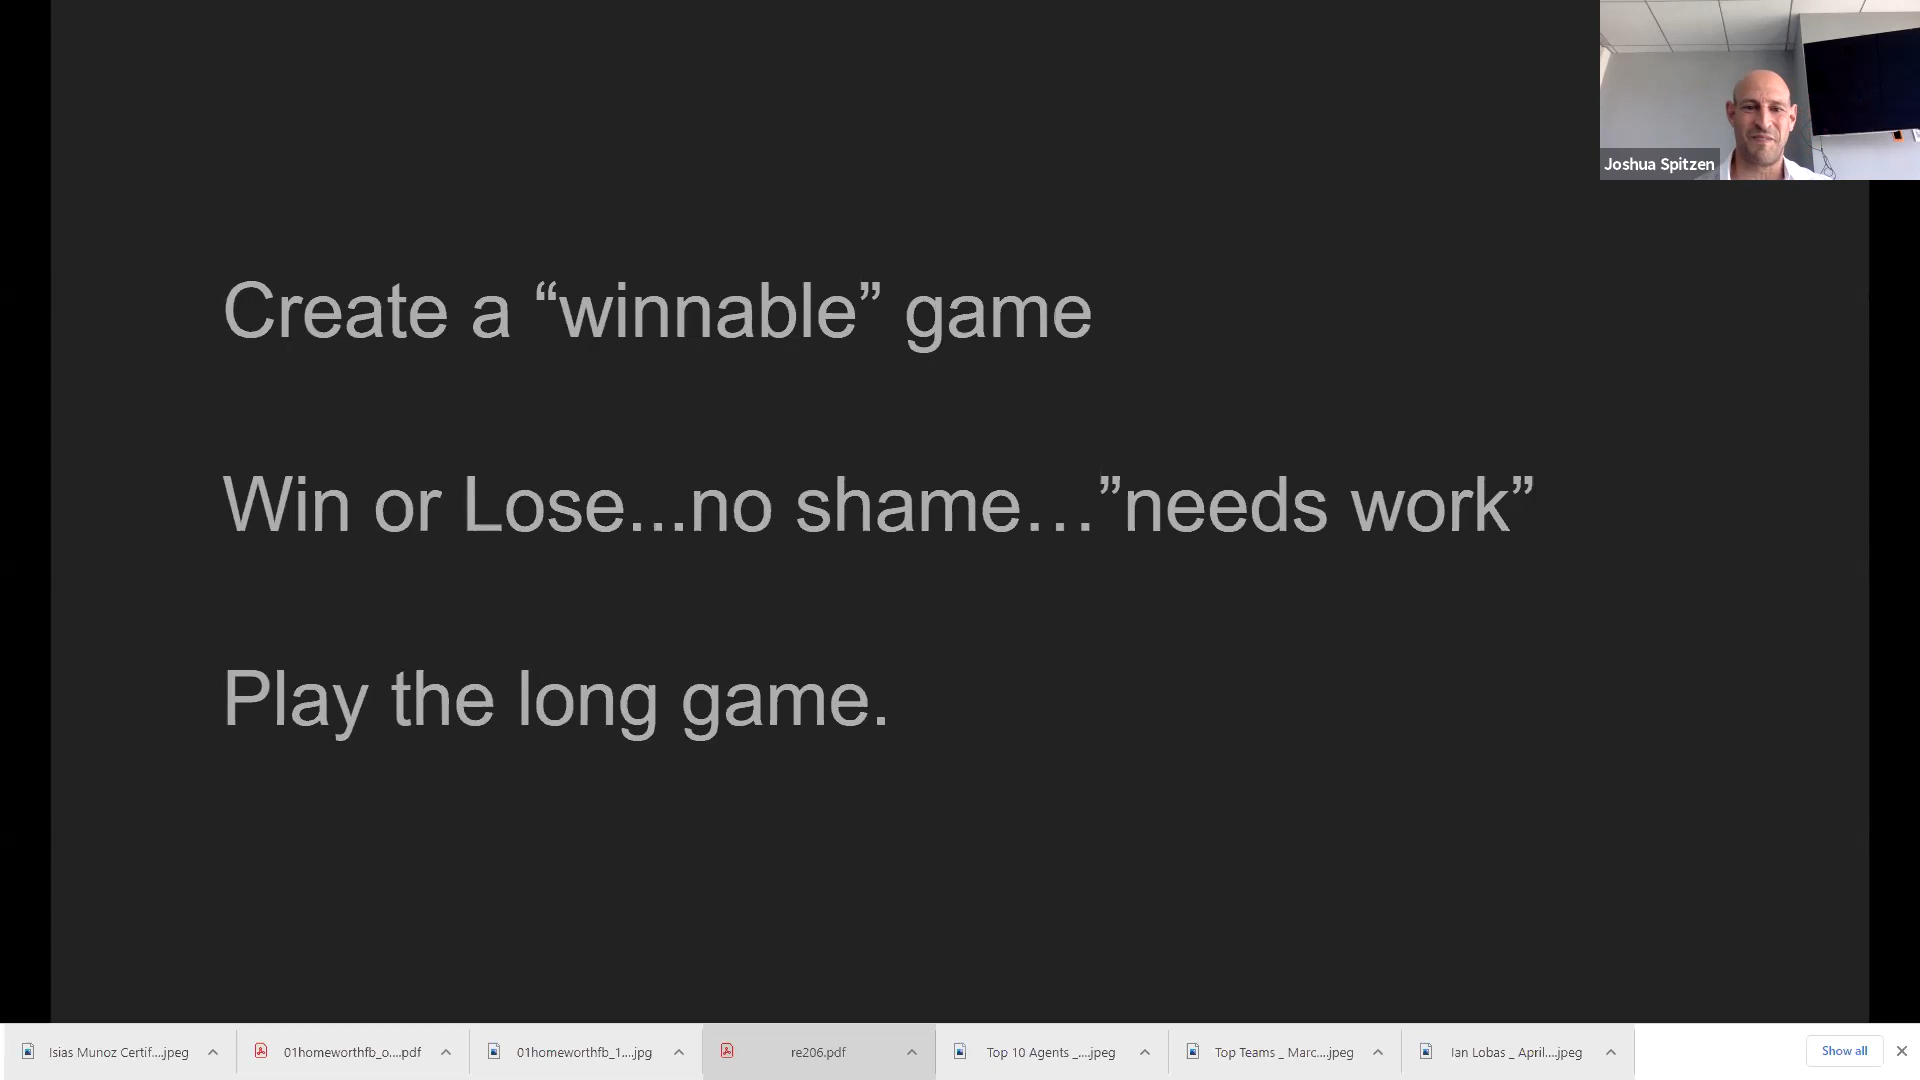 Joshua Spitzen
Create a “winnable” game
Win or Lose...no shame…”needs work”
Play the long game.
Isias Munoz Certif....jpeg
01homeworthfb_o....pdf
01homeworthfb_1....jpg
re206.pdf
Top 10 Agents _....jpeg
Top Teams _ Marc....jpeg
Ian Lobas _ April....jpeg
Show all